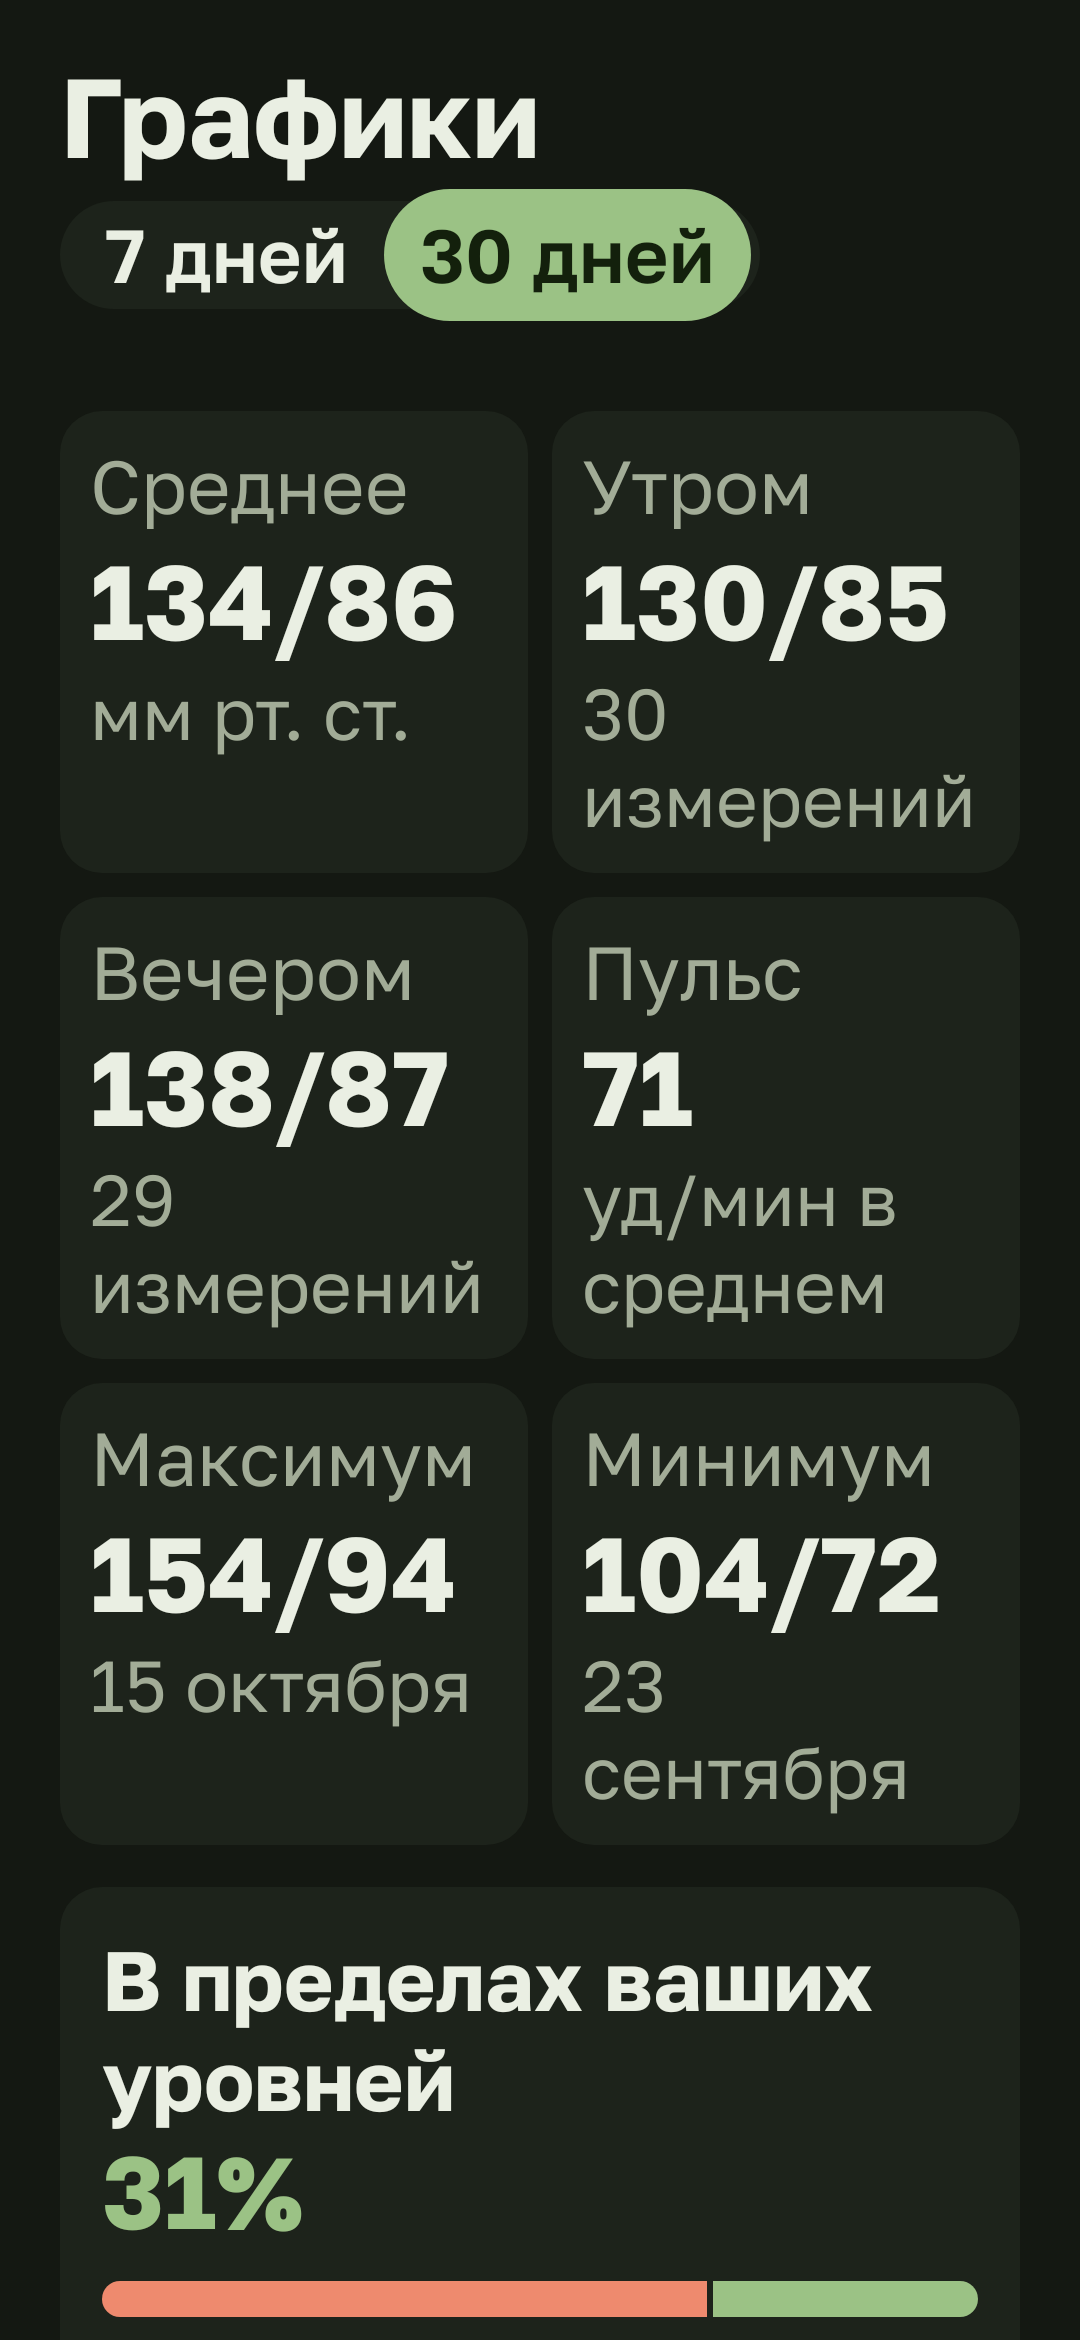 Графики
7 дней
30 дней
Среднее
134/86
мм рт. ст.
Утром
130/85
30
измерений
Вечером
138/87
29
измерений
Пульс
71
уд/мин в
среднем
Максимум
154/94
15 октября
Минимум
104/72
23
сентября
В пределах ваших
уровней
31%